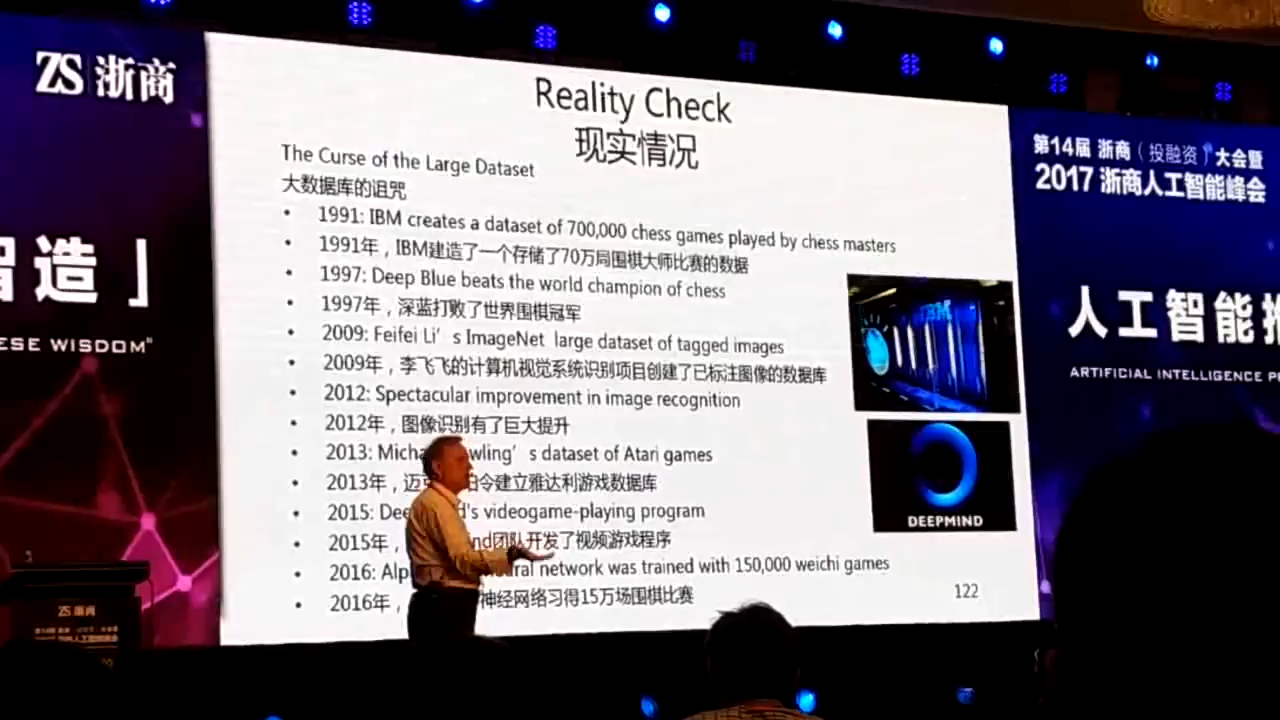 ZS 浙商
智造」
ESE WISDOM"
Reality Check
现实情况
The Curse of the Large Dataset
大数据库的诅咒
• 1991: IBM creates a dataset of 700,000 chess games played by chess masters
• 1991年，IBM建造了一个存储了70万局围棋大师比赛的数据
• 1997: Deep Blue beats the world champion of chess
• 1997年，深蓝打败了世界围棋冠军
• 2009: Feifei Li's ImageNet large dataset of tagged images
• 2009年，李飞飞的计算机视觉系统识别项目创建了已标注图像的数据库
• 2012: Spectacular improvement in image recognition
• 2012年，图像识别有了巨大提升
• 2013: Micha wling's dataset of Atari games
• 2013年，迈 令建立雅达利游戏数据库
• 2015: Dee d's videogame-playing program
• 2015年， nd团队开发了视频游戏程序
• 2016: Alp ral network was trained with 150,000 weichi games
• 2016年， 神经网络习得15万场围棋比赛
122
IBM
DEEPMIND
第14届 浙商（投融资）大会暨
2017 浙商人工智能峰会
人工智能
ARTIFICIAL INTELLIGENCE P
ZS 浙商